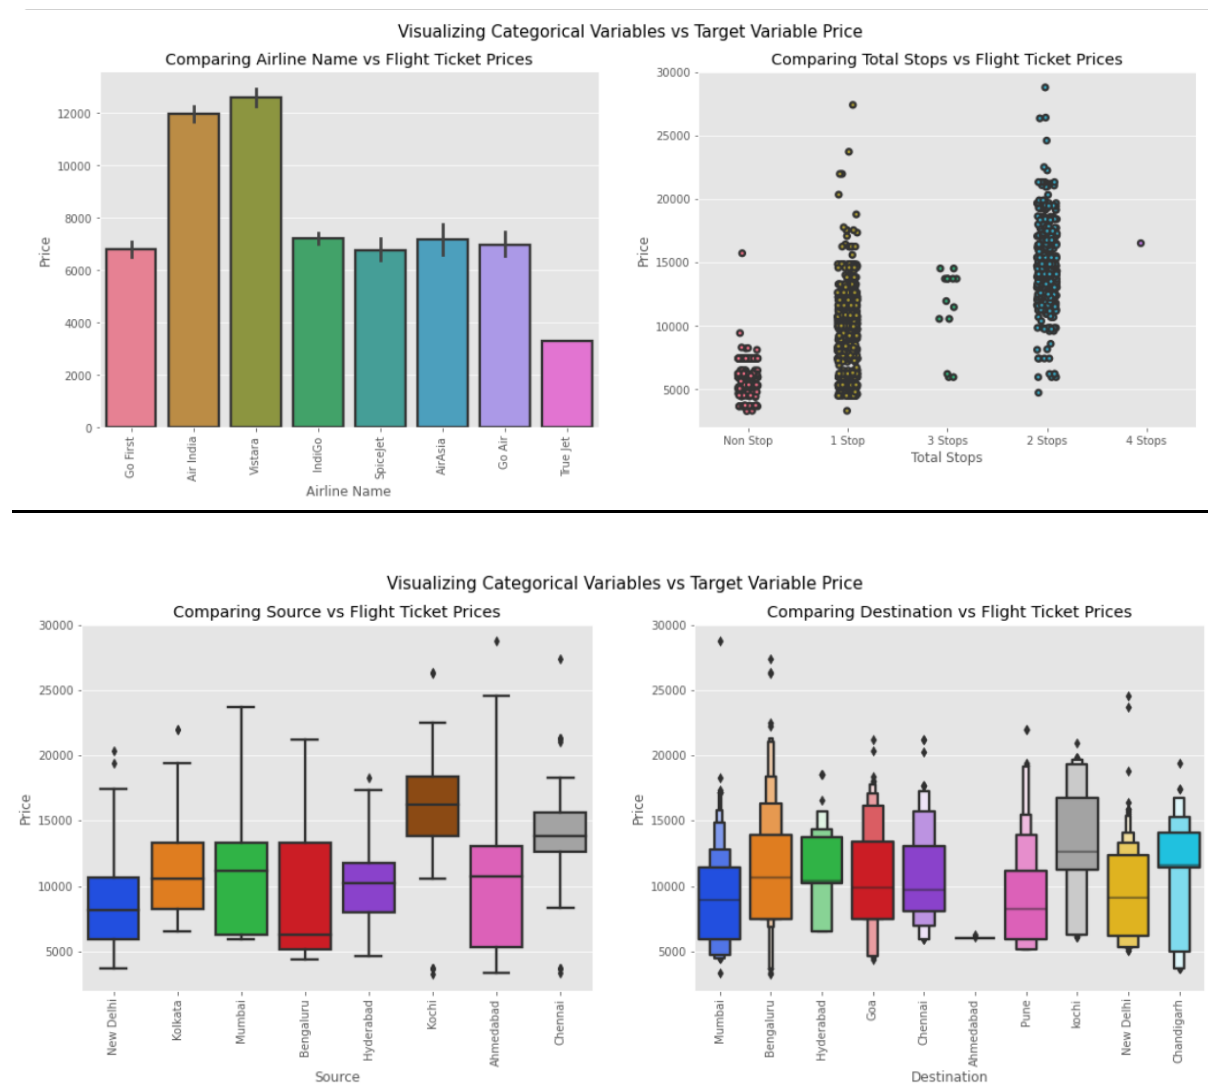 Visualizing Categorical Variables vs Target Variable Price
Comparing Airline Name vs Flight Ticket Prices
12000
10000
8000
6000
4000
2000
0
Price
Go First
Air India
Vistara
IndiGo
SpiceJet
AirAsia
Go Air
True Jet
Airline Name
Comparing Total Stops vs Flight Ticket Prices
30000
25000
20000
15000
10000
5000
Price
Non Stop
1 Stop
3 Stops
2 Stops
4 Stops
Total Stops
Visualizing Categorical Variables vs Target Variable Price
Comparing Source vs Flight Ticket Prices
30000
25000
20000
15000
10000
5000
Price
New Delhi
Kolkata
Mumbai
Bengaluru
Hyderabad
Kochi
Ahmedabad
Chennai
Source
Comparing Destination vs Flight Ticket Prices
30000
25000
20000
15000
10000
5000
Price
Mumbai
Bengaluru
Hyderabad
Goa
Chennai
Ahmedabad
Pune
kochi
New Delhi
Chandigarh
Destination